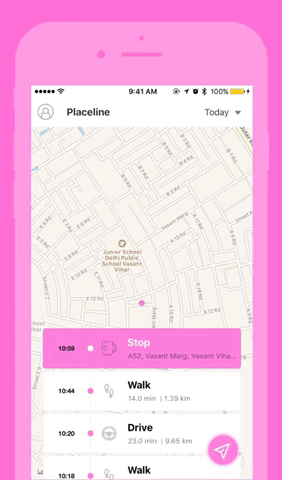 9:41 AM 100%
Placeline Today
Junior School
Delhi Public
School Vasant
Vihar
Vasant Marg
E 12 Rd
10:59 Stop
A52, Vasant Marg, Vasant Viha...
10:44 Walk
14.0 min | 1.39 km
10:20 Drive
23.0 min | 9.65 km
10:18 Walk